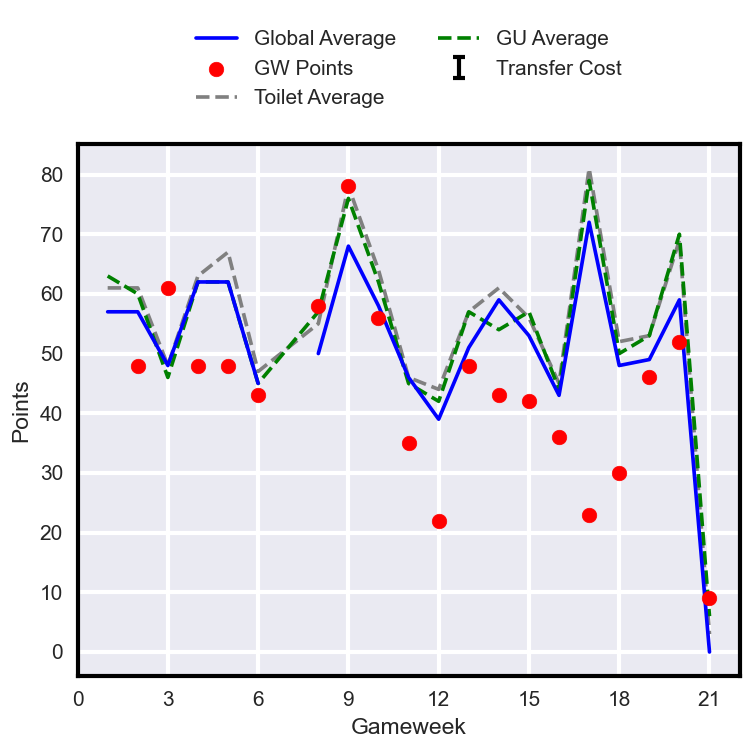 Global Average
GW Points
Toilet Average
GU Average
Transfer Cost
80
70
60
50
40
30
20
10
0
Points
0 3 6 9 12 15 18 21
Gameweek